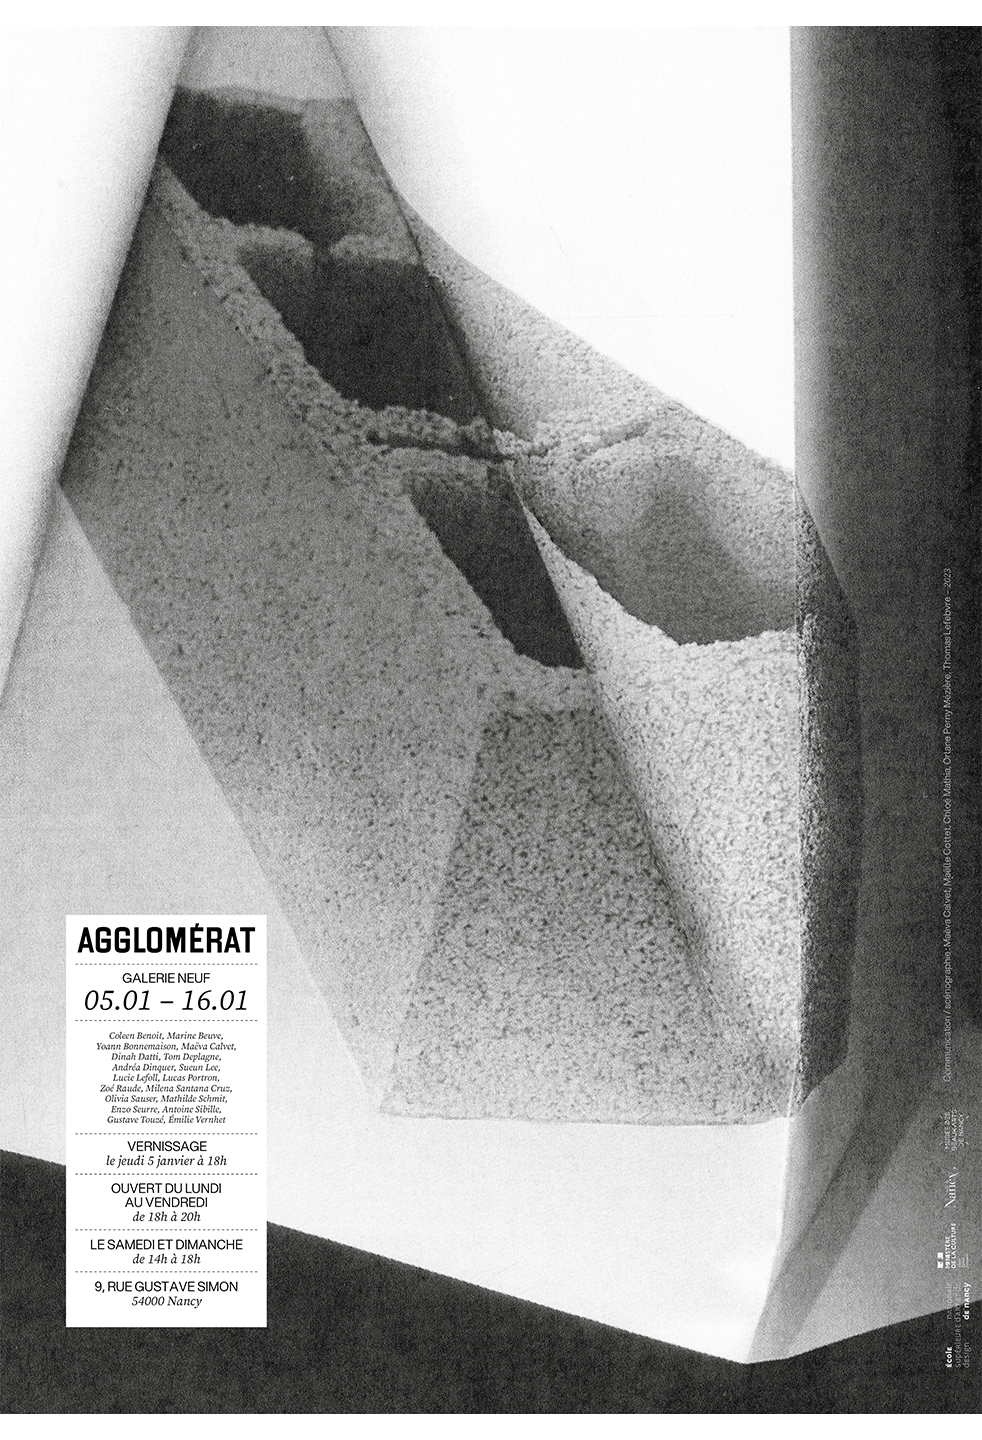 AGGLOMÉRAT
GALERIE NEUF
05.01 – 16.01
Coleen Benoit, Marine Beuve,
Yoann Bonnemaison, Maëva Calvet,
Dinah Datti, Tom Deplagne,
Andréa Dinquer, Sueun Lee,
Lucie Lefoll, Lucas Portron,
Zoé Raude, Milena Santana Cruz,
Olivia Sauser, Mathilde Schmit,
Enzo Scurre, Antoine Sibille,
Gustave Touzé, Émilie Vernhet
VERNISSAGE
le jeudi 5 janvier à 18h
OUVERT DU LUNDI
AU VENDREDI
de 18h à 20h
LE SAMEDI ET DIMANCHE
de 14h à 18h
9, RUE GUSTAVE SIMON
54000 Nancy
Communication / scénographie : Maëva Calvet, Maëlle Cottet, Chloé Mathia, Orlane Perny Mézière, Thomas Lefebvre – 2023
MUSÉE DES
BEAUX-ARTS
DE NANCY
Nancy,
MINISTÈRE
DE LA CULTURE
école
nationale
supérieure d'art et de
design
de nancy